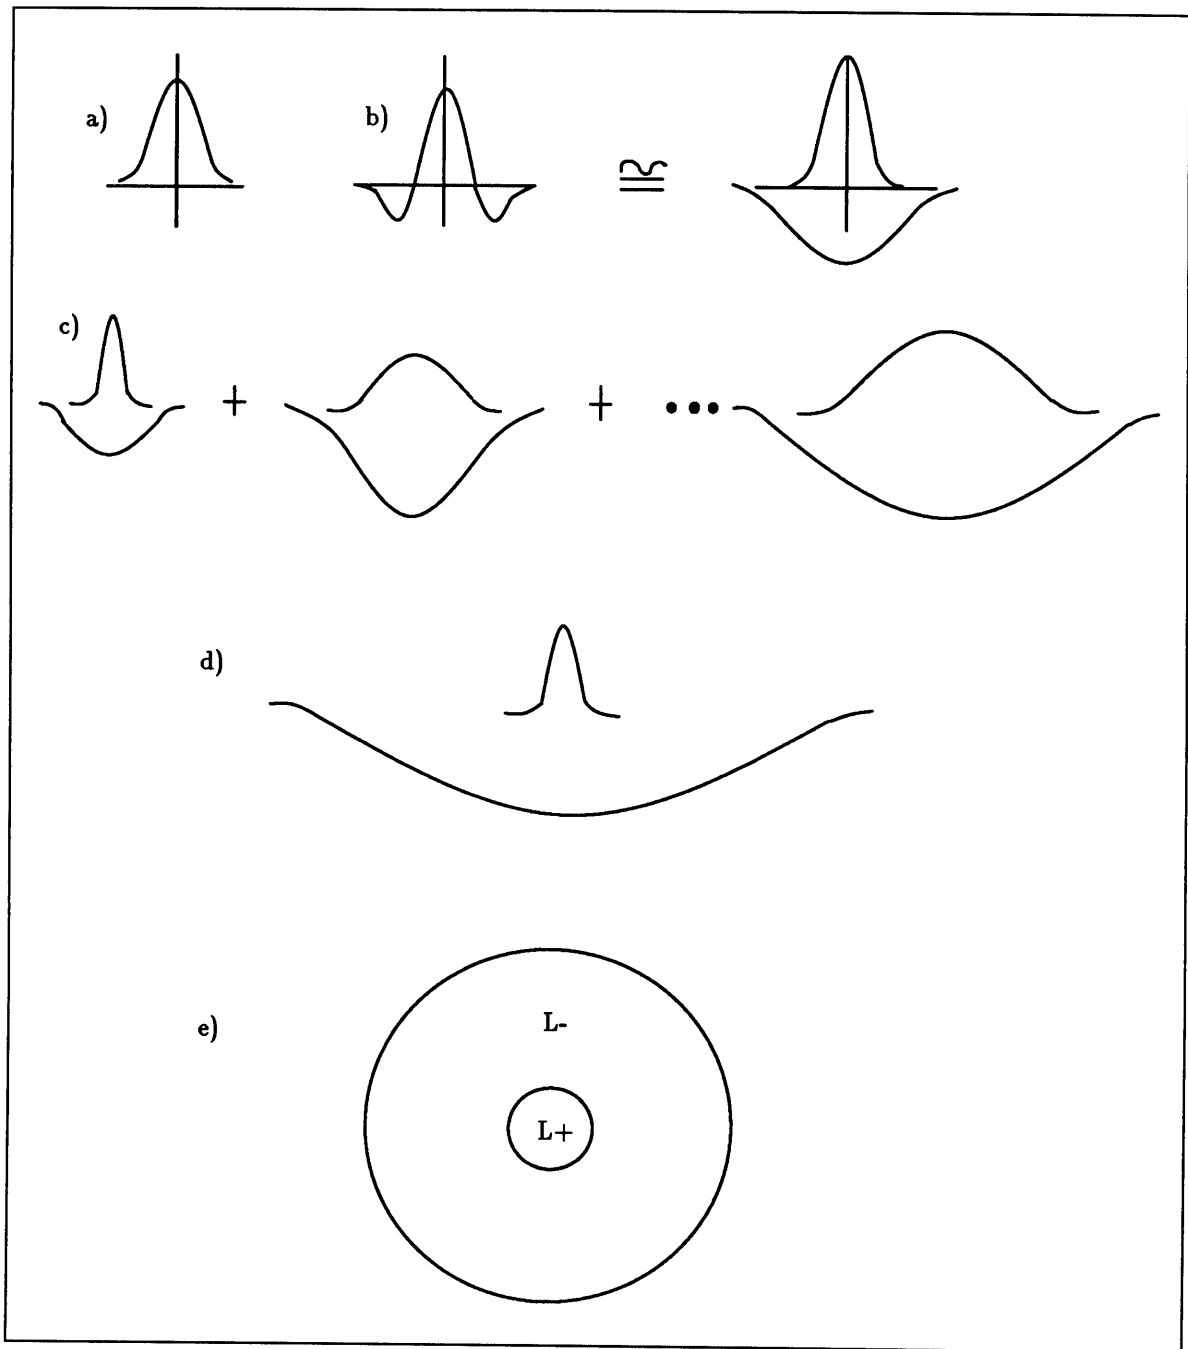 a)
b)
≅
c)
+
+
•••
d)
e)
L-
L+